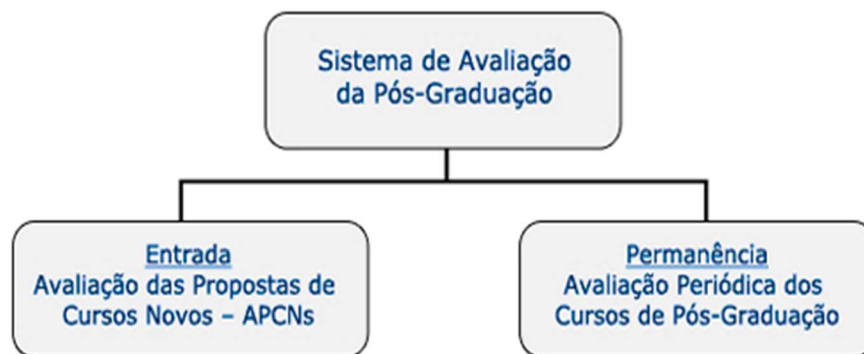 Sistema de Avaliação
da Pós-Graduação
Entrada
Avaliação das Propostas de
Cursos Novos – APCNs
Permanência
Avaliação Periódica dos
Cursos de Pós-Graduação